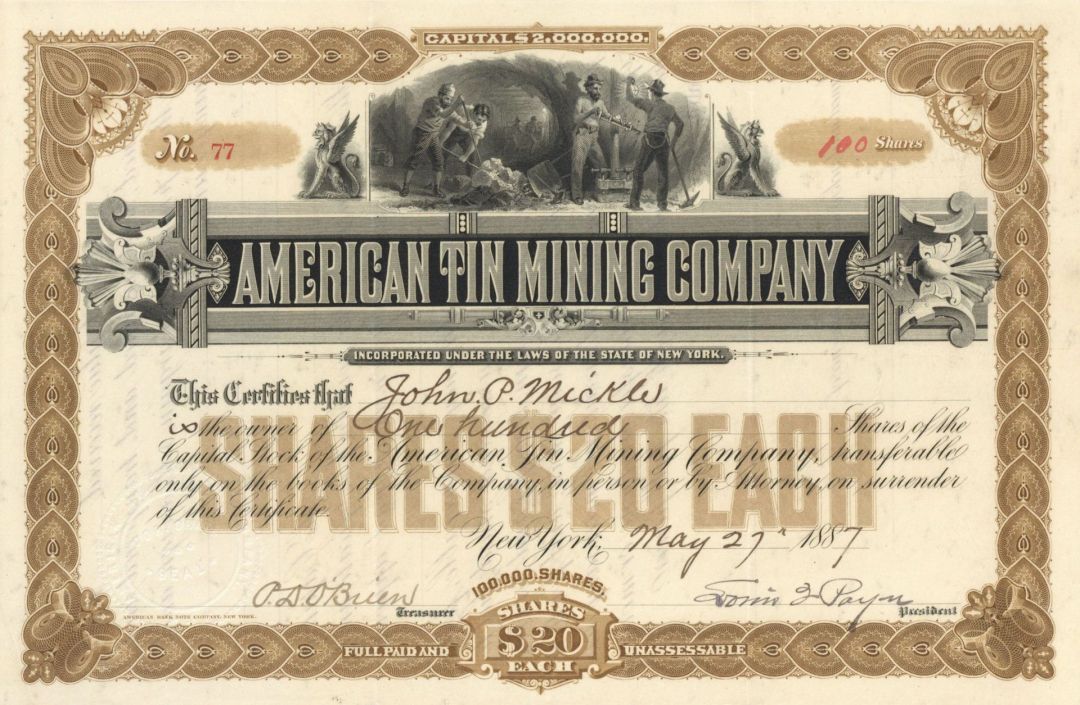 CAPITAL $2,000,000.
No. 77
100 Shares
AMERICAN TIN MINING COMPANY
INCORPORATED UNDER THE LAWS OF THE STATE OF NEW YORK.
This Certifies that John. P. Mickle
is the owner of One hundred Shares of the
Capital Stock of the American Tin Mining Company, transferable
only on the books of the Company, in person or by Attorney, on surrender
of this Certificate.
SHARES $20 EACH
New York, May 27" 1887
100,000 SHARES.
P. D. O'Brien Treasurer
Payn President
AMERICAN BANK NOTE COMPANY, NEW YORK.
SEAL
FULL PAID AND
SHARES
$20
EACH
UNASSESSABLE